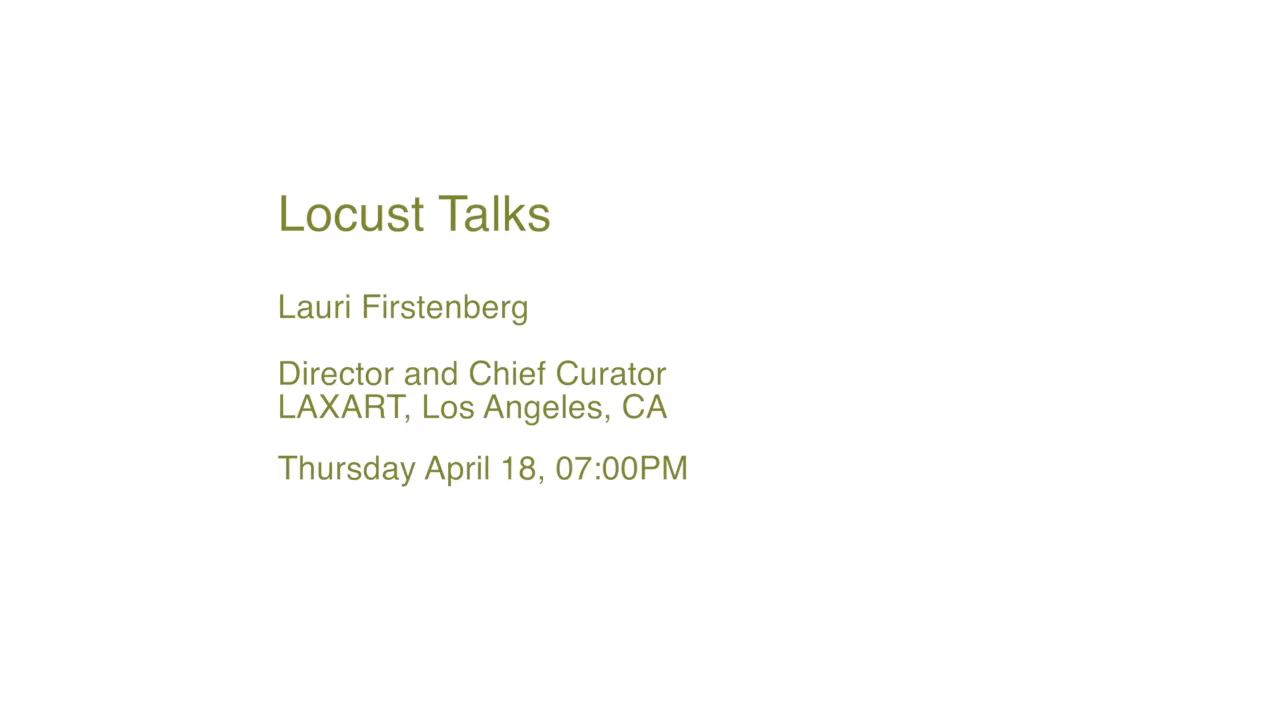 Locust Talks
Lauri Firstenberg
Director and Chief Curator
LAXART, Los Angeles, CA
Thursday April 18, 07:00PM